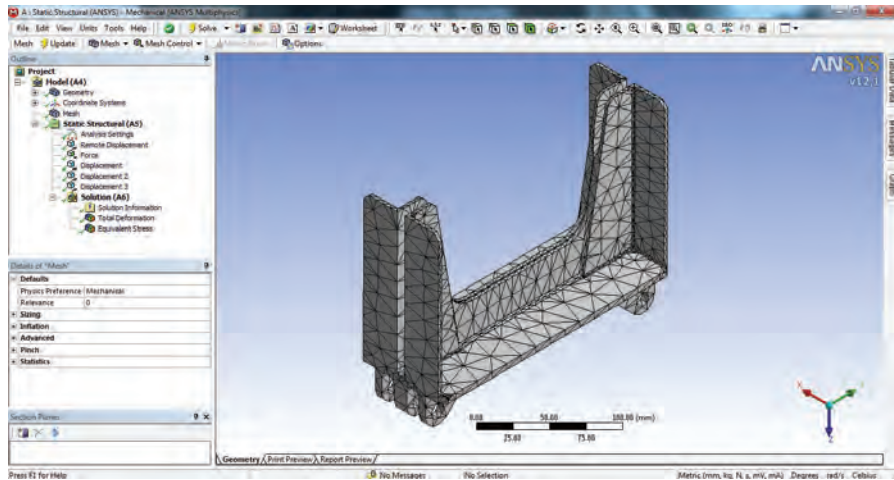 A : Static Structural (ANSYS) - Mechanical [ANSYS Multiphysics]
File Edit View Units Tools Help Solve Worksheet
Mesh Update Mesh Mesh Control Options
Outline
Project
Model (A4)
Geometry
Coordinate Systems
Mesh
Static Structural (A5)
Analysis Settings
Remote Displacement
Force
Displacement
Displacement 2
Displacement 3
Solution (A6)
Solution Information
Total Deformation
Equivalent Stress
Details of "Mesh"
Defaults
Physics Preference Mechanical
Relevance 0
Sizing
Inflation
Advanced
Pinch
Statistics
Section Planes
ANSYS
v12.1
0.00 50.00 100.00 (mm)
25.00 75.00
X Y Z
Geometry Print Preview Report Preview
Press F1 for Help No Messages No Selection Metric (mm, kg, N, s, mV, mA) Degrees rad/s Celsius